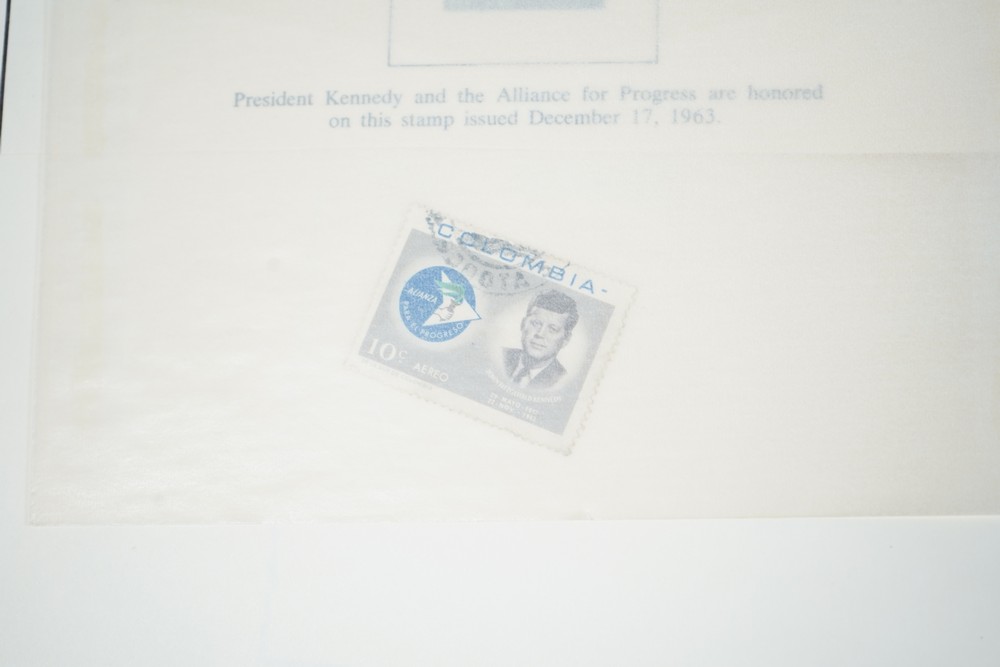 President Kennedy and the Alliance for Progress are honored
on this stamp issued December 17, 1963.
COLOMBIA
ALIANZA
PARA EL PROGRESO
10c AEREO